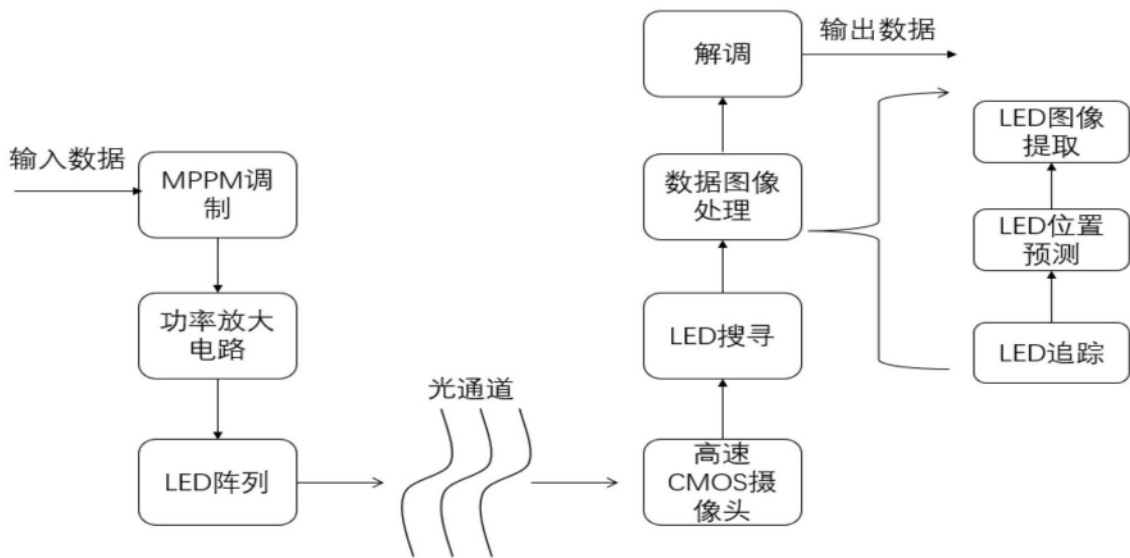 输入数据
MPPM调
制
功率放大
电路
LED阵列
光通道
高速
CMOS摄
像头
LED搜寻
数据图像
处理
解调
输出数据
LED图像
提取
LED位置
预测
LED追踪